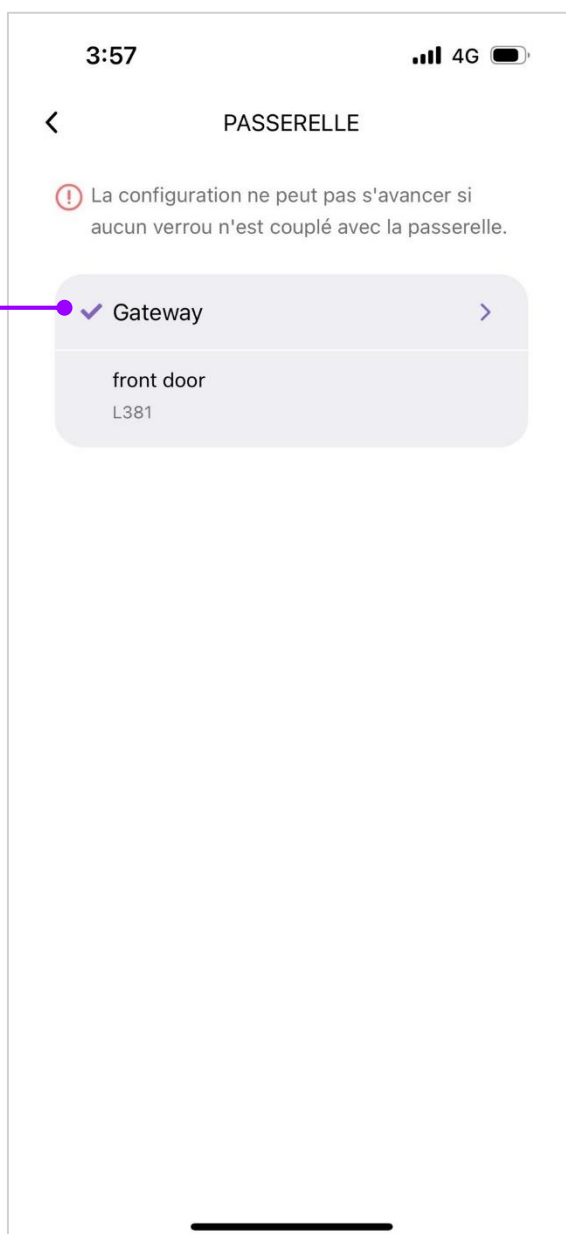 3:57
4G
PASSERELLE
La configuration ne peut pas s'avancer si
aucun verrou n'est couplé avec la passerelle.
Gateway
front door
L381